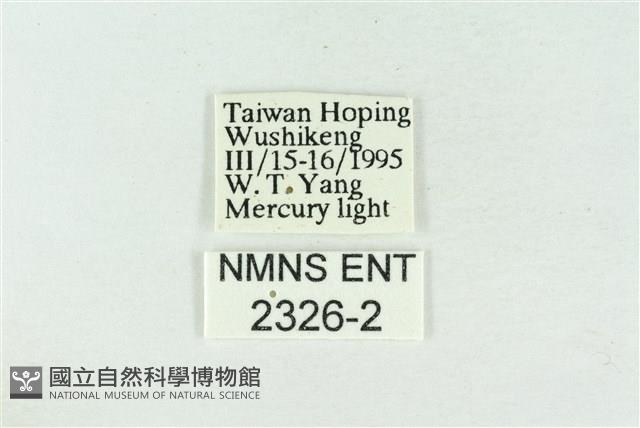 Taiwan Hoping
Wushikeng
III/15-16/1995
W. T. Yang
Mercury light
NMNS ENT
2326-2
國立自然科學博物館
NATIONAL MUSEUM OF NATURAL SCIENCE